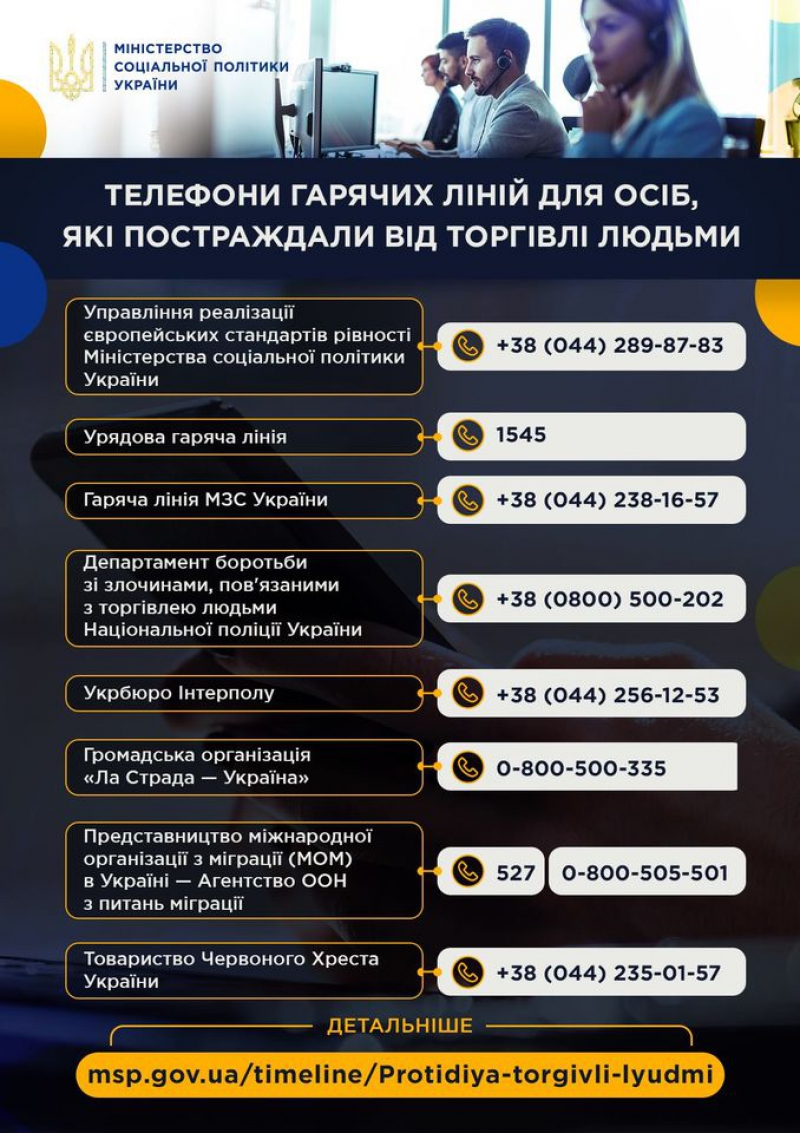 МІНІСТЕРСТВО
СОЦІАЛЬНОЇ ПОЛІТИКИ
УКРАЇНИ
ТЕЛЕФОНИ ГАРЯЧИХ ЛІНІЙ ДЛЯ ОСІБ,
ЯКІ ПОСТРАЖДАЛИ ВІД ТОРГІВЛІ ЛЮДЬМИ
Управління реалізації
європейських стандартів рівності
Міністерства соціальної політики
України
+38 (044) 289-87-83
Урядова гаряча лінія
1545
Гаряча лінія МЗС України
+38 (044) 238-16-57
Департамент боротьби
зі злочинами, пов'язаними
з торгівлею людьми
Національної поліції України
+38 (0800) 500-202
Укрбюро Інтерполу
+38 (044) 256-12-53
Громадська організація
«Ла Страда — Україна»
0-800-500-335
Представництво міжнародної
організації з міграції (МОМ)
в Україні — Агентство ООН
з питань міграції
527 0-800-505-501
Товариство Червоного Хреста
України
+38 (044) 235-01-57
ДЕТАЛЬНІШЕ
msp.gov.ua/timeline/Protidiya-torgivli-lyudmi